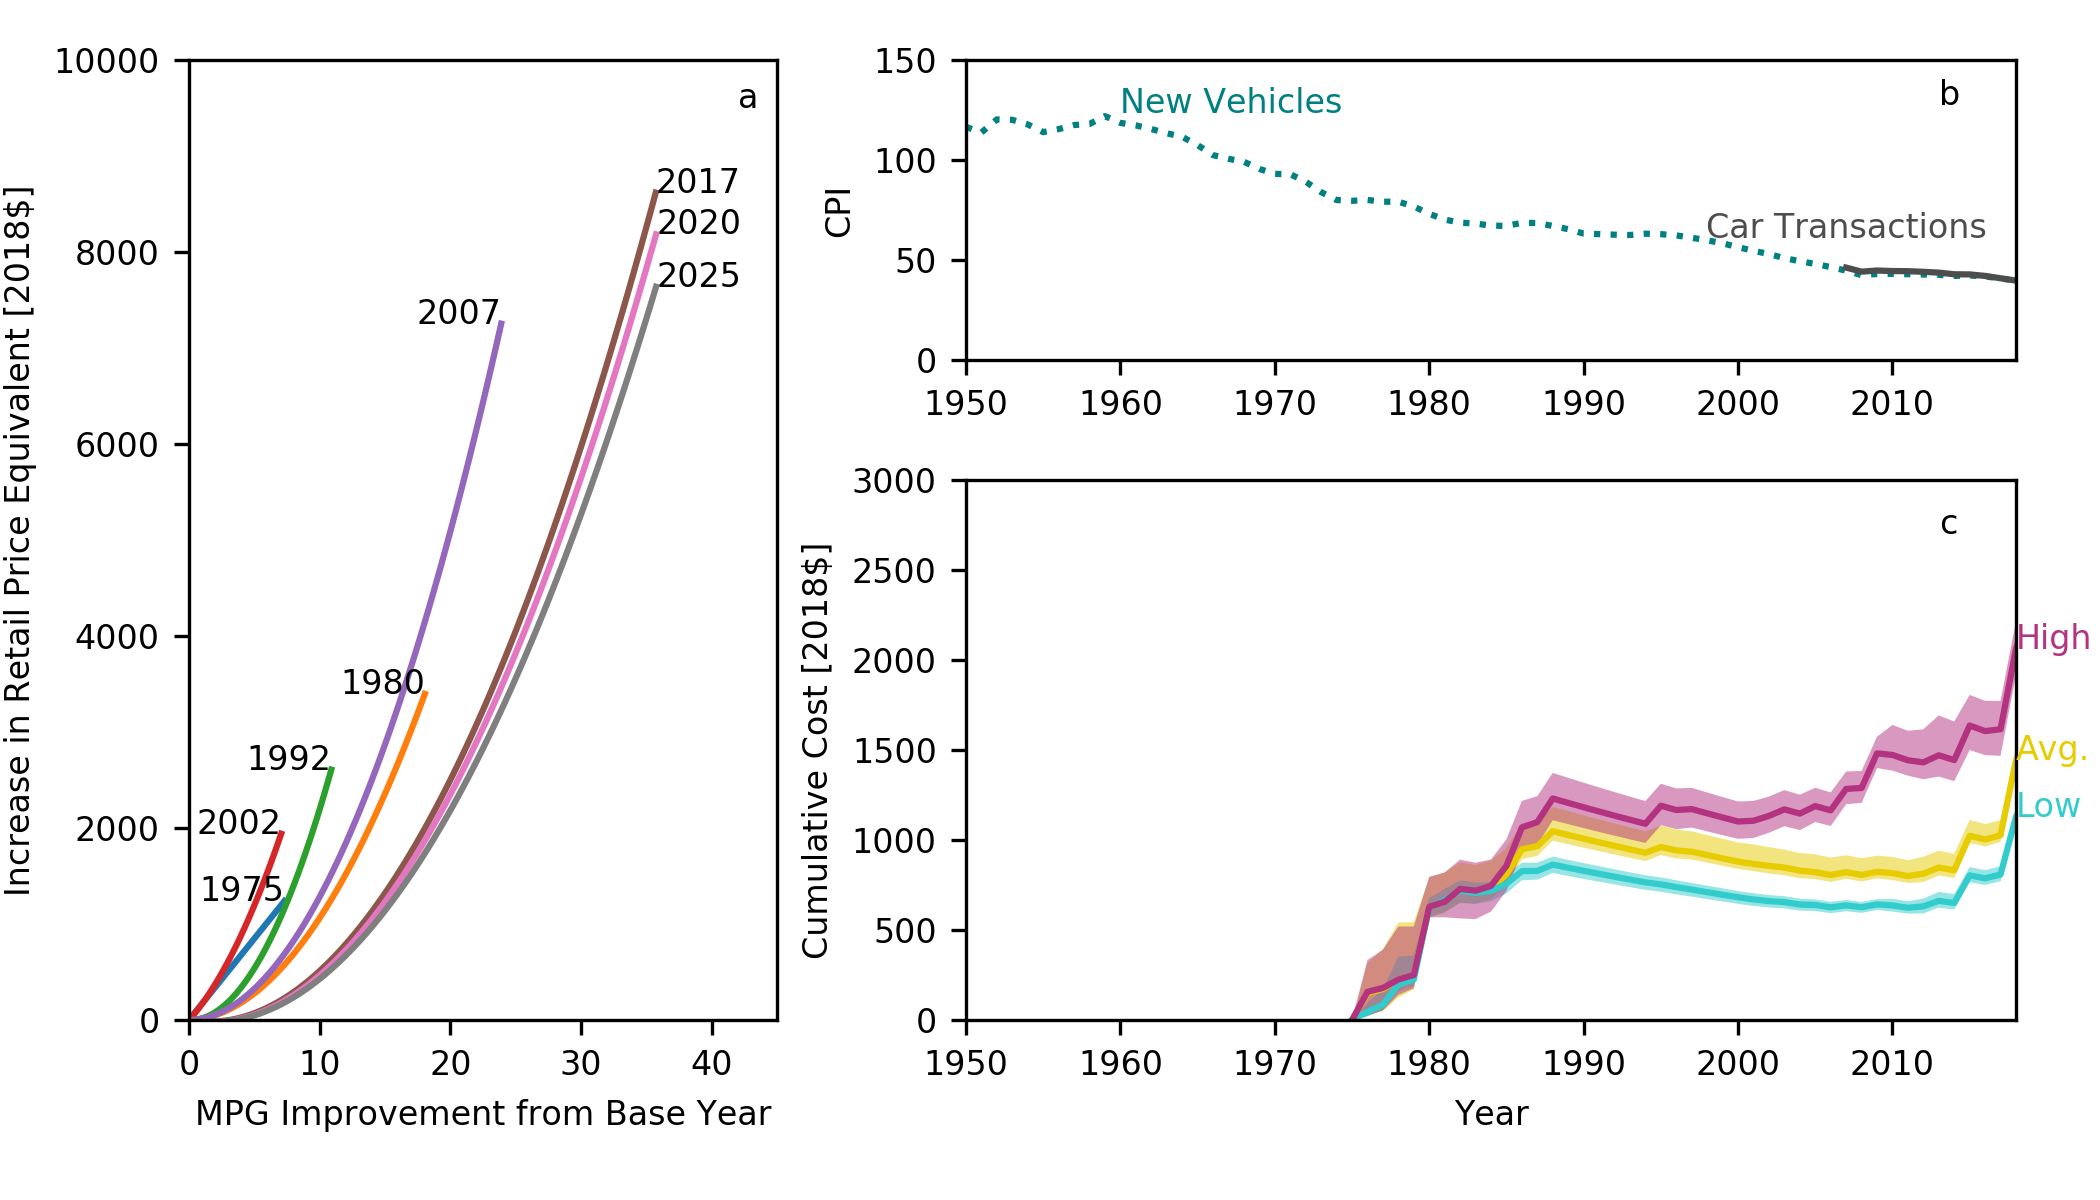 Increase in Retail Price Equivalent [2018$]
10000
8000
6000
4000
2000
0
a
2017
2020
2025
2007
1980
1992
2002
1975
0 10 20 30 40
MPG Improvement from Base Year
CPI
150
100
50
0
b
New Vehicles
Car Transactions
1950 1960 1970 1980 1990 2000 2010
Cumulative Cost [2018$]
3000
2500
2000
1500
1000
500
0
c
High
Avg.
Low
1950 1960 1970 1980 1990 2000 2010
Year